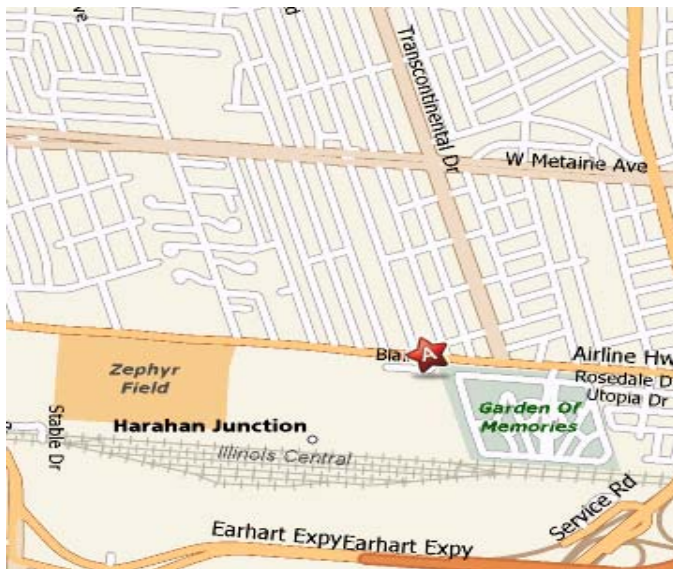 Transcontinental Dr
W Metairie Ave
Airline Hw
Rosedale D
Utopia Dr
Zephyr
Field
Garden Of
Memories
Harahan Junction
Illinois Central
Stable Dr
Service Rd
Earhart Expy
Earhart Expy
A